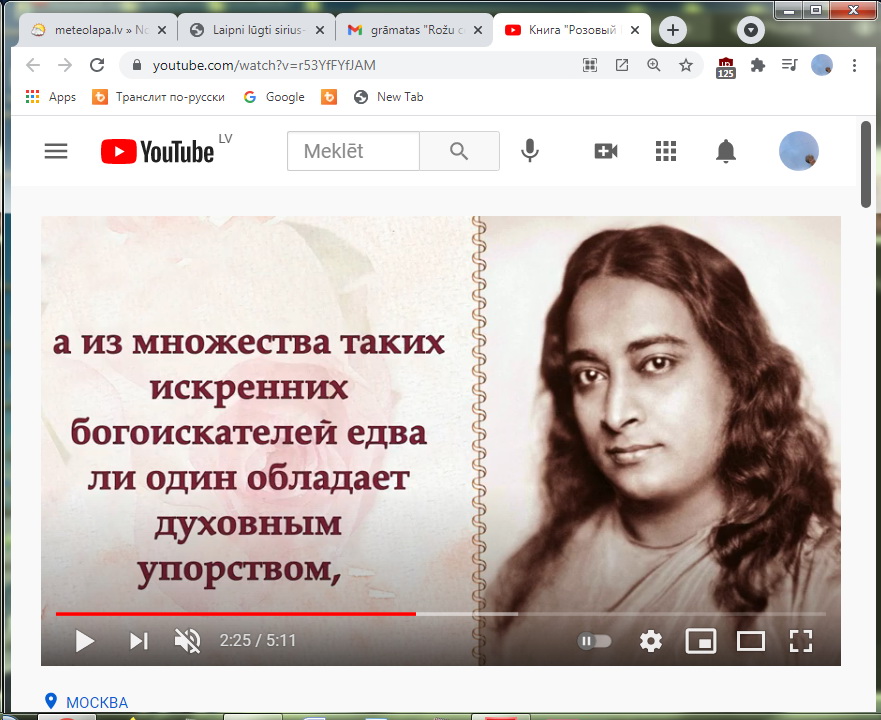 meteolapa.lv » No
Laipni lūgti sirius-
grāmatas "Rožu c
Книга "Розовый
youtube.com/watch?v=r53YfFYfJAM
125
Apps
Транслит по-русски
Google
New Tab
YouTube LV
Meklēt
а из множества таких
искренних
богоискателей едва
ли один обладает
духовным
упорством,
2:25 / 5:11
МОСКВА